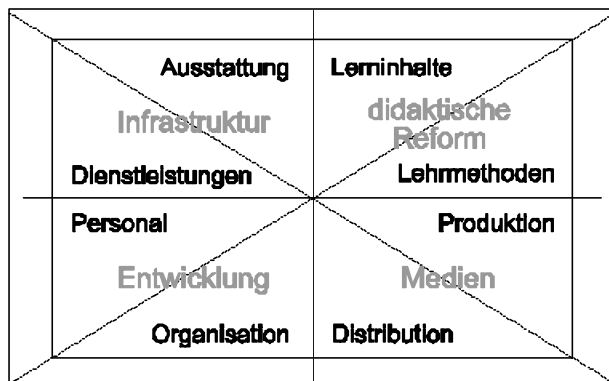 Ausstattung Lerninhalte
Infrastruktur didaktische
Reform
Dienstleistungen Lehrmethoden
Personal Produktion
Entwicklung Medien
Organisation Distribution